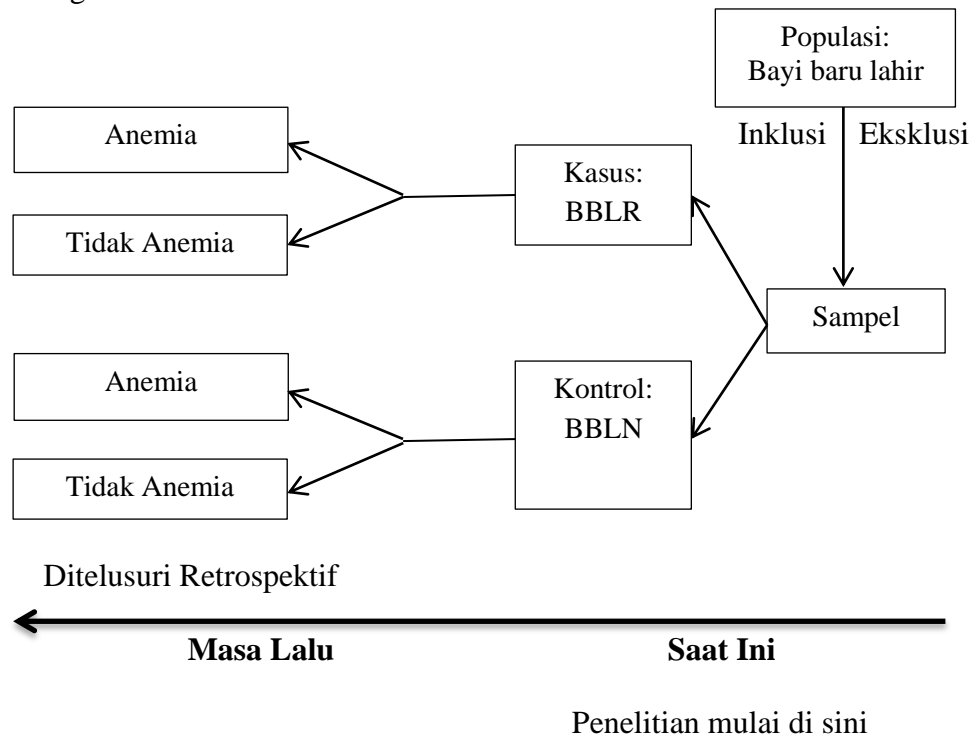 Populasi:
Bayi baru lahir
Inklusi
Eksklusi
Anemia
Kasus:
BBLR
Tidak Anemia
Sampel
Anemia
Kontrol:
BBLN
Tidak Anemia
Ditelusuri Retrospektif
Masa Lalu
Saat Ini
Penelitian mulai di sini